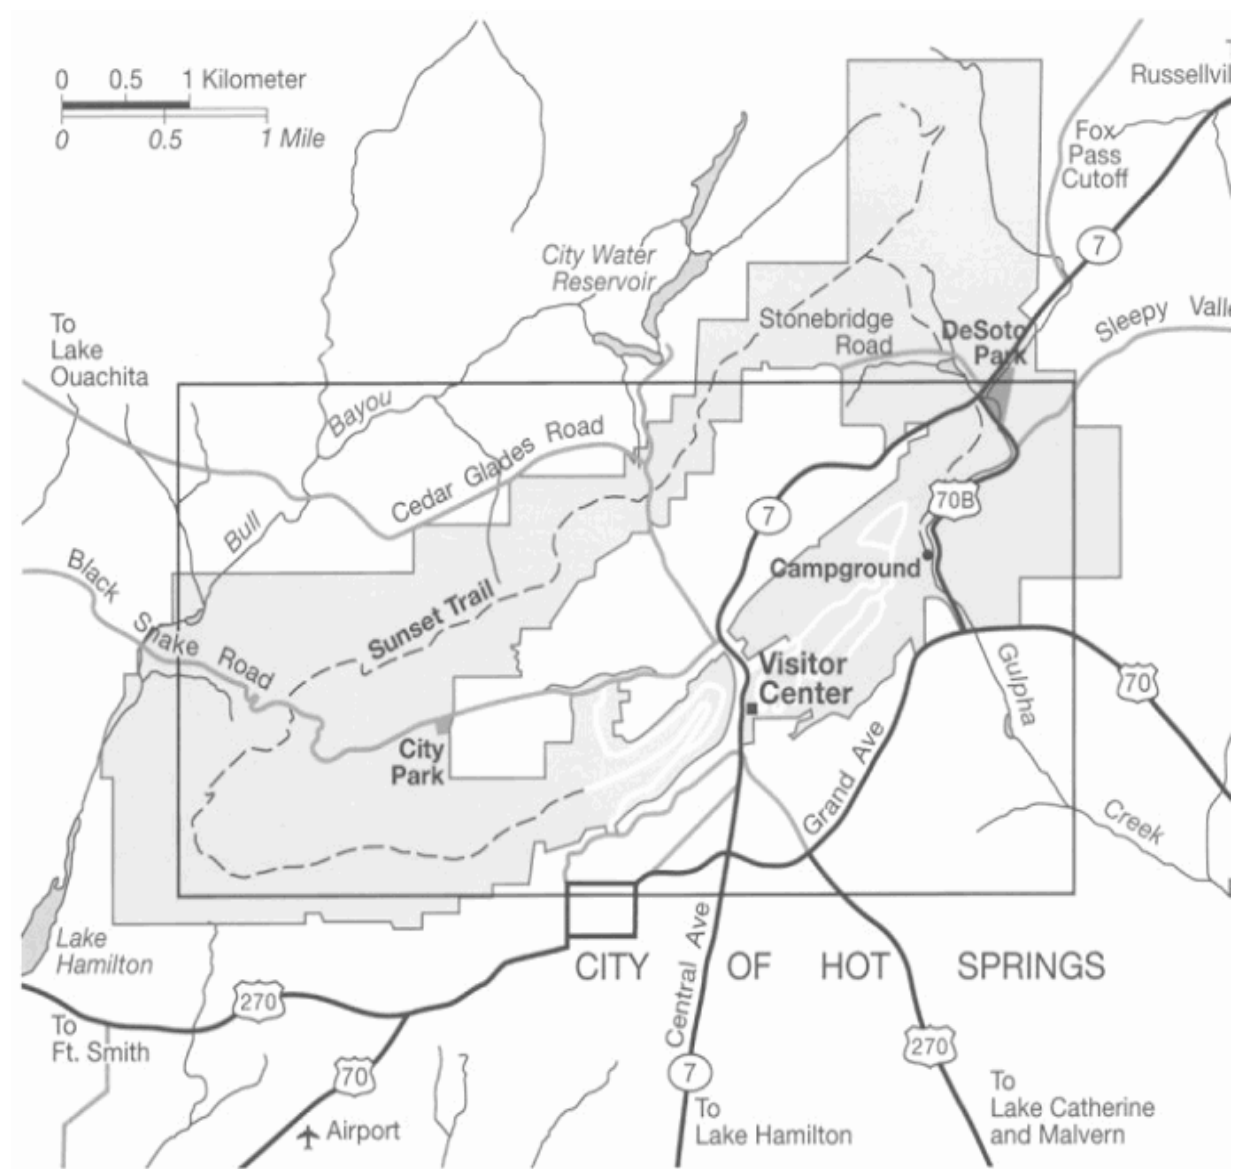 0 0.5 1 Kilometer
0 0.5 1 Mile
Russellvil
Fox
Pass
Cutoff
7
City Water
Reservoir
To
Lake
Ouachita
Stonebridge
Road
DeSoto
Park
Sleepy Valle
Bayou
Cedar Glades Road
Bull
7
70B
Black
Snake Road
Sunset Trail
Campground
Visitor
Center
Gulpha
Creek
70
City
Park
Grand Ave
Lake
Hamilton
CITY OF HOT SPRINGS
Central Ave
270
To
Ft. Smith
70
Airport
7
To
Lake Hamilton
270
To
Lake Catherine
and Malvern